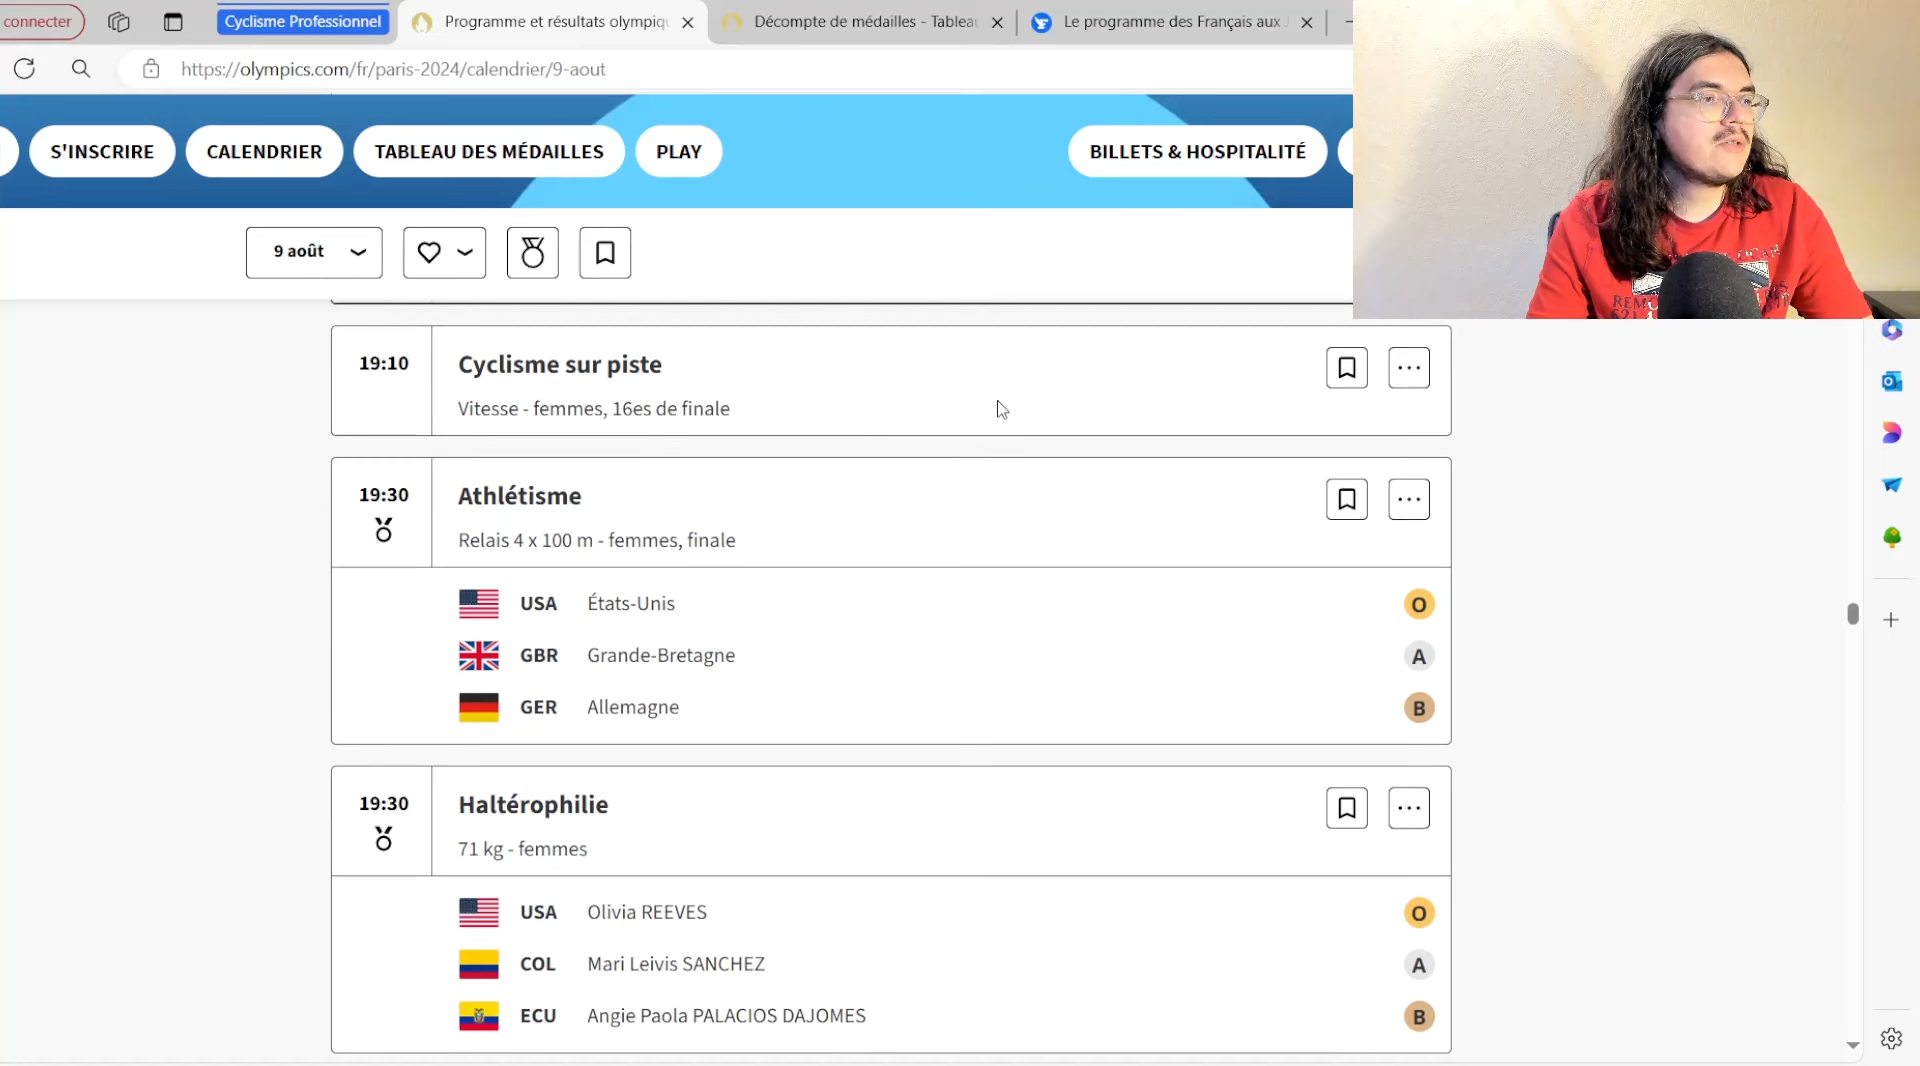 connecter
Cyclisme Professionnel
Programme et résultats olympiq
Décompte de médailles - Tablea
Le programme des Français aux J
https://olympics.com/fr/paris-2024/calendrier/9-aout
S'INSCRIRE
CALENDRIER
TABLEAU DES MÉDAILLES
PLAY
BILLETS & HOSPITALITÉ
9 août
19:10
Cyclisme sur piste
Vitesse - femmes, 16es de finale
19:30
Athlétisme
Relais 4 x 100 m - femmes, finale
USA États-Unis O
GBR Grande-Bretagne A
GER Allemagne B
19:30
Haltérophilie
71 kg - femmes
USA Olivia REEVES O
COL Mari Leivis SANCHEZ A
ECU Angie Paola PALACIOS DAJOMES B